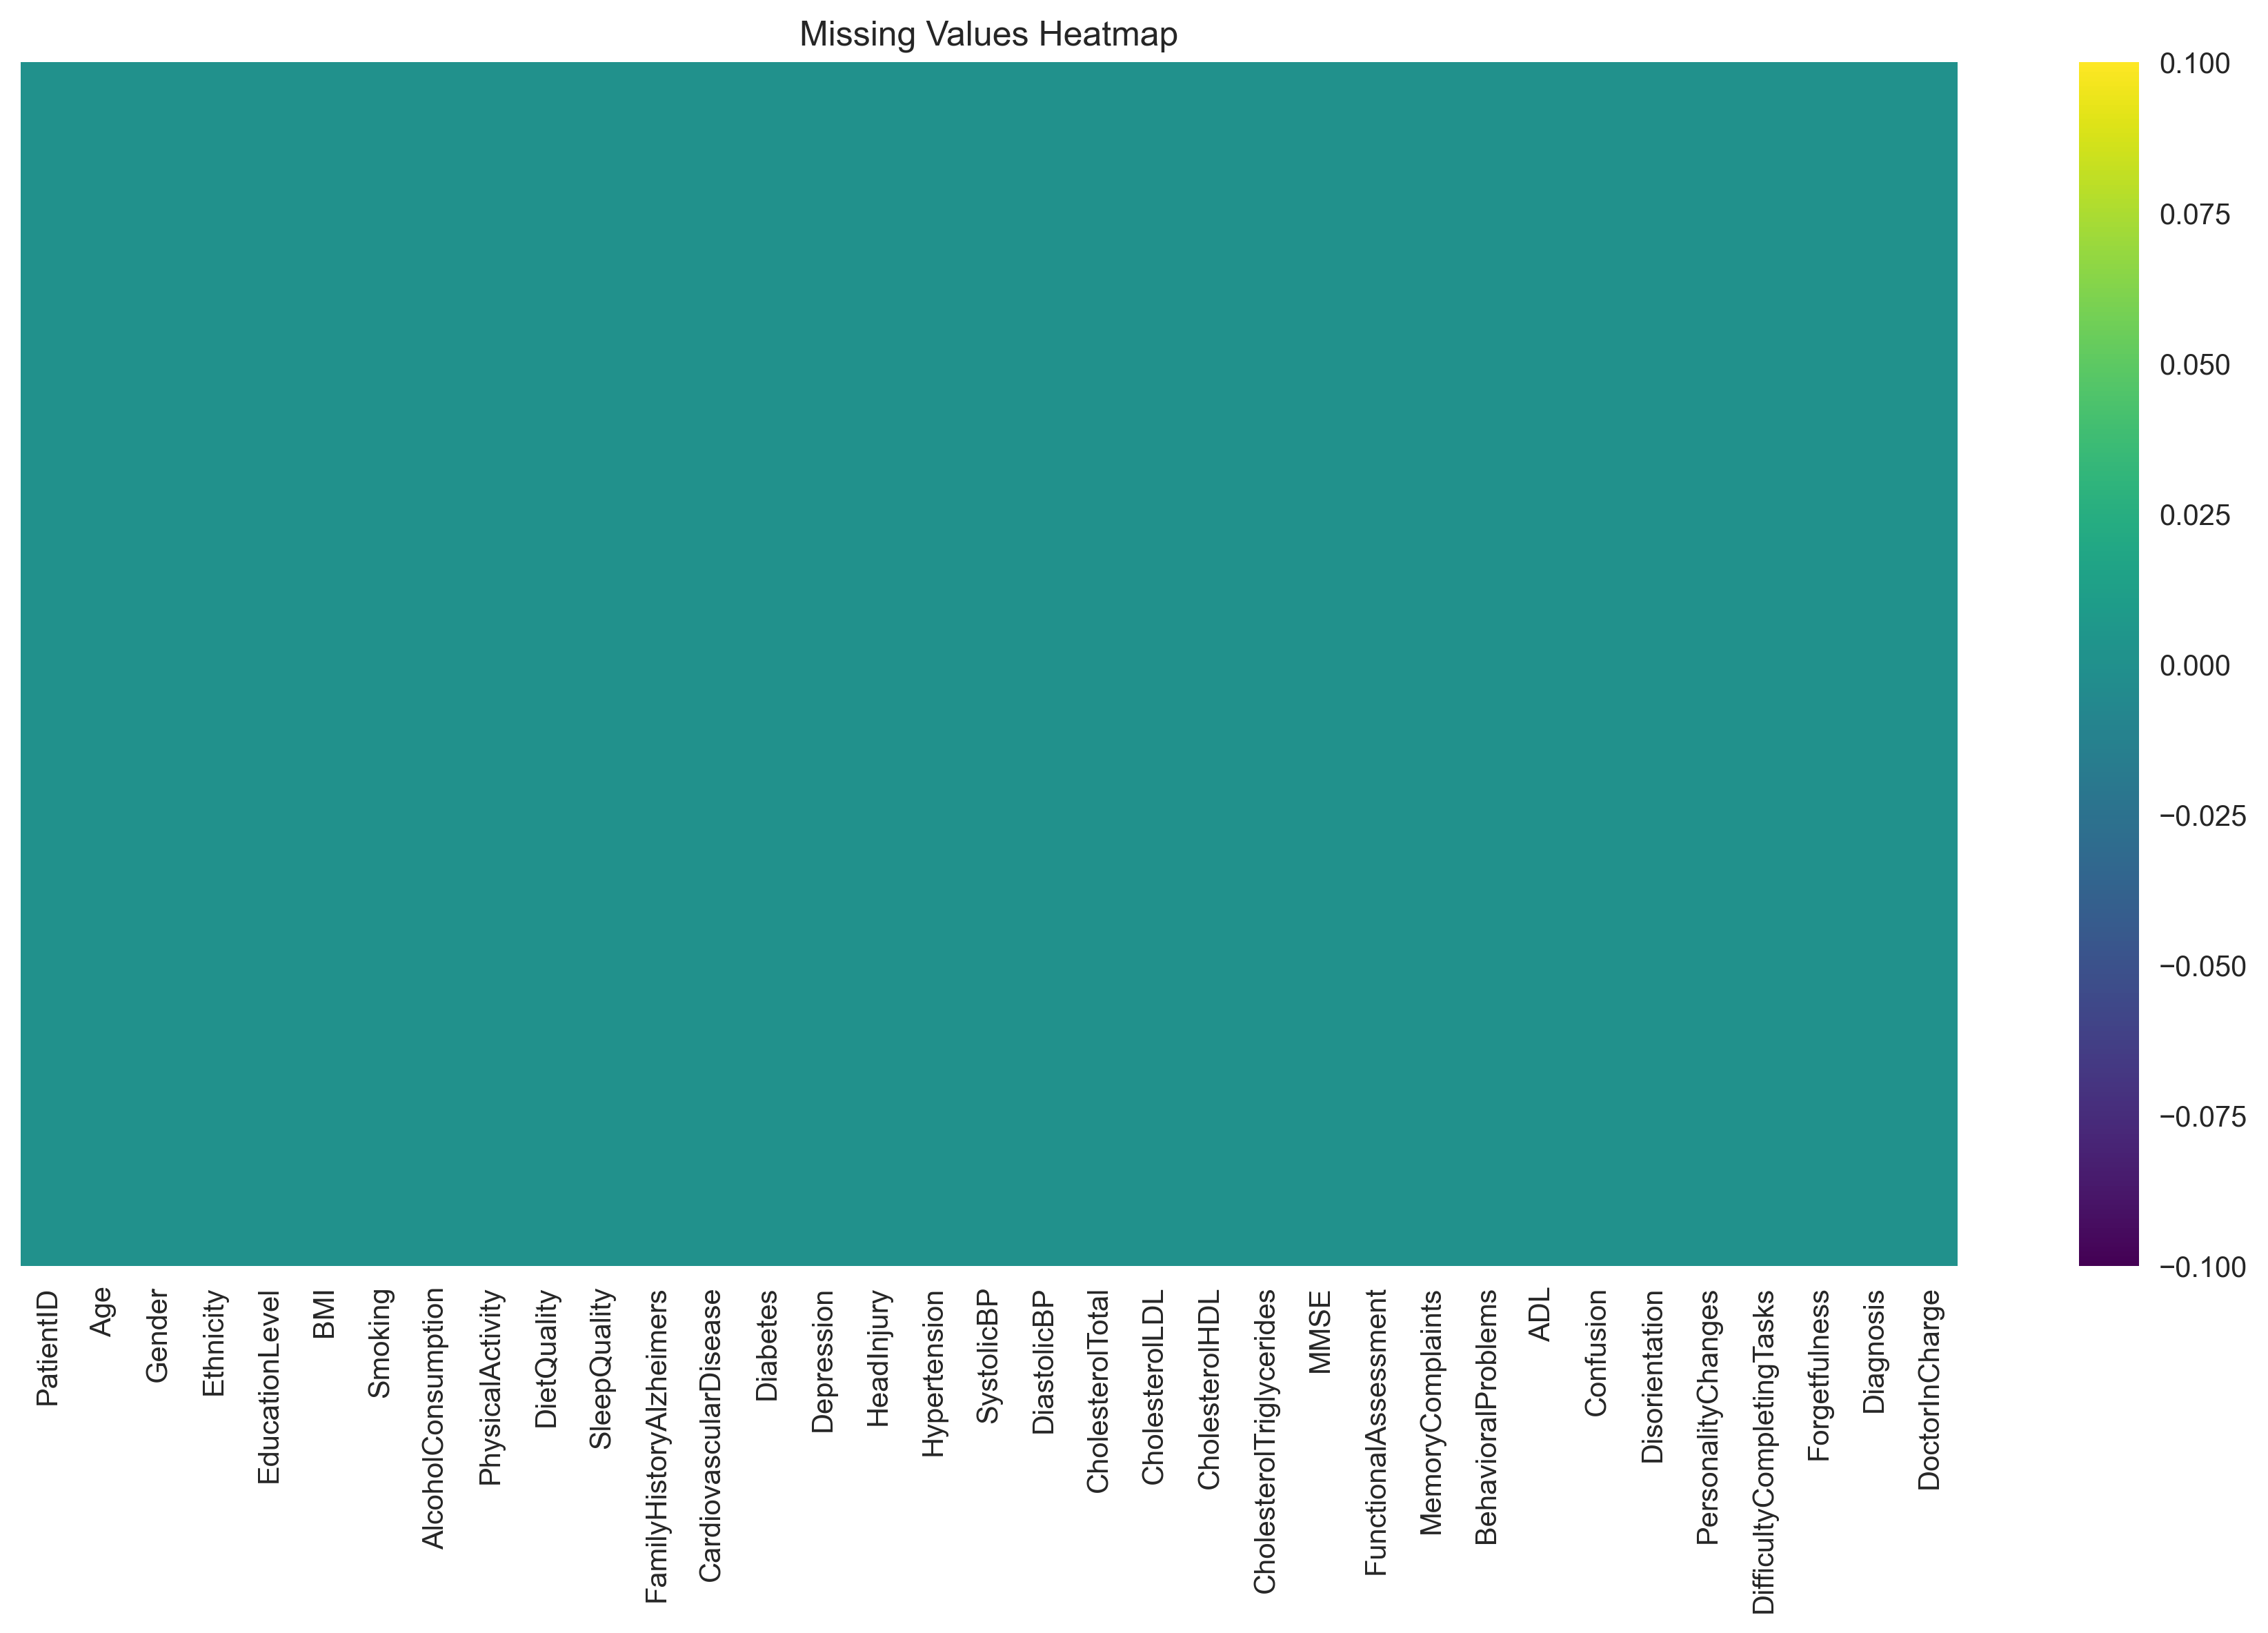 Missing Values Heatmap
0.100
0.075
0.050
0.025
0.000
−0.025
−0.050
−0.075
−0.100
PatientID
Age
Gender
Ethnicity
EducationLevel
BMI
Smoking
AlcoholConsumption
PhysicalActivity
DietQuality
SleepQuality
FamilyHistoryAlzheimers
CardiovascularDisease
Diabetes
Depression
HeadInjury
Hypertension
SystolicBP
DiastolicBP
CholesterolTotal
CholesterolLDL
CholesterolHDL
CholesterolTriglycerides
MMSE
FunctionalAssessment
MemoryComplaints
BehavioralProblems
ADL
Confusion
Disorientation
PersonalityChanges
DifficultyCompletingTasks
Forgetfulness
Diagnosis
DoctorInCharge